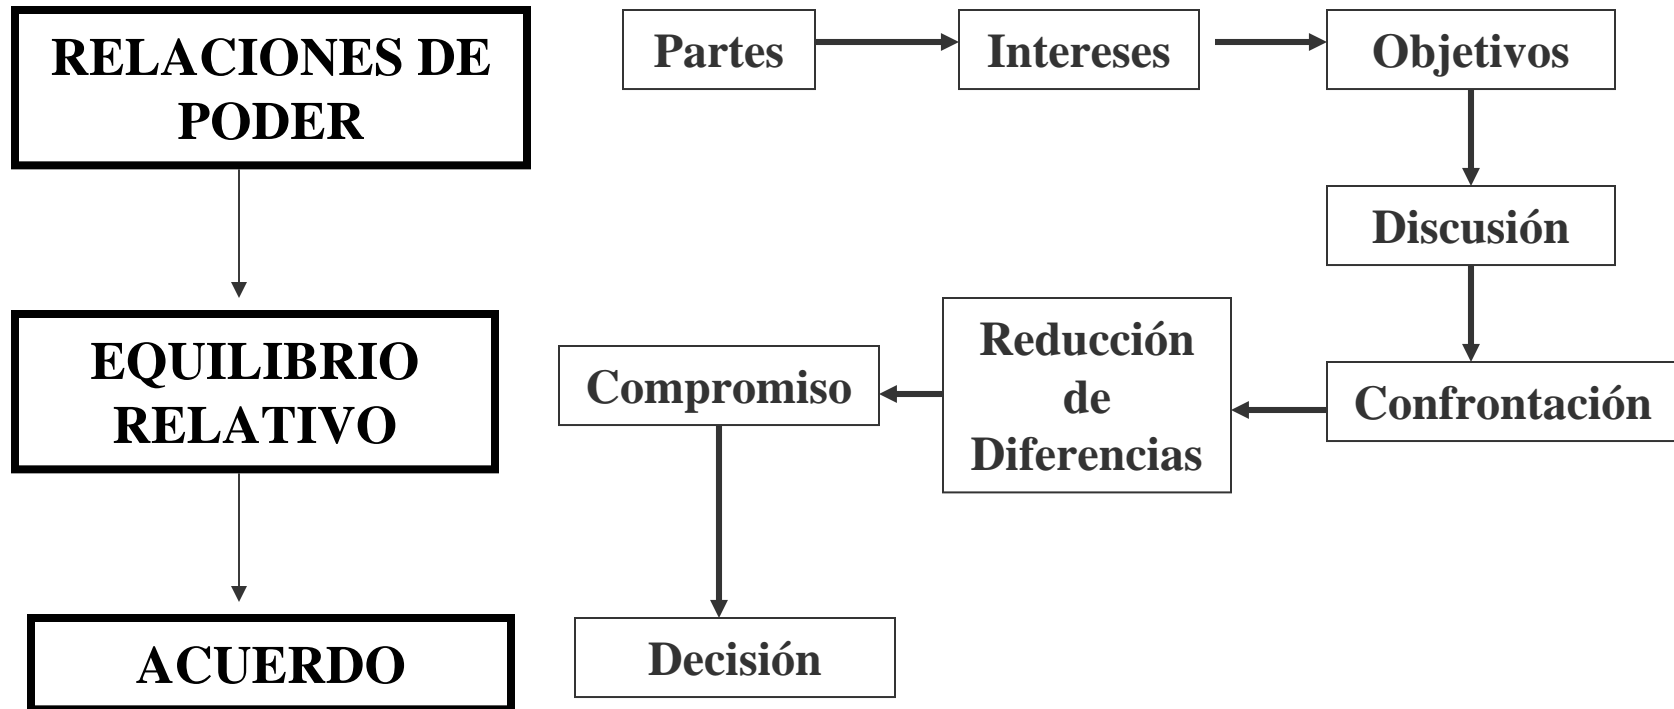 RELACIONES DE
PODER
Partes
Intereses
Objetivos
Discusión
EQUILIBRIO
RELATIVO
Compromiso
Reducción
de
Diferencias
Confrontación
ACUERDO
Decisión